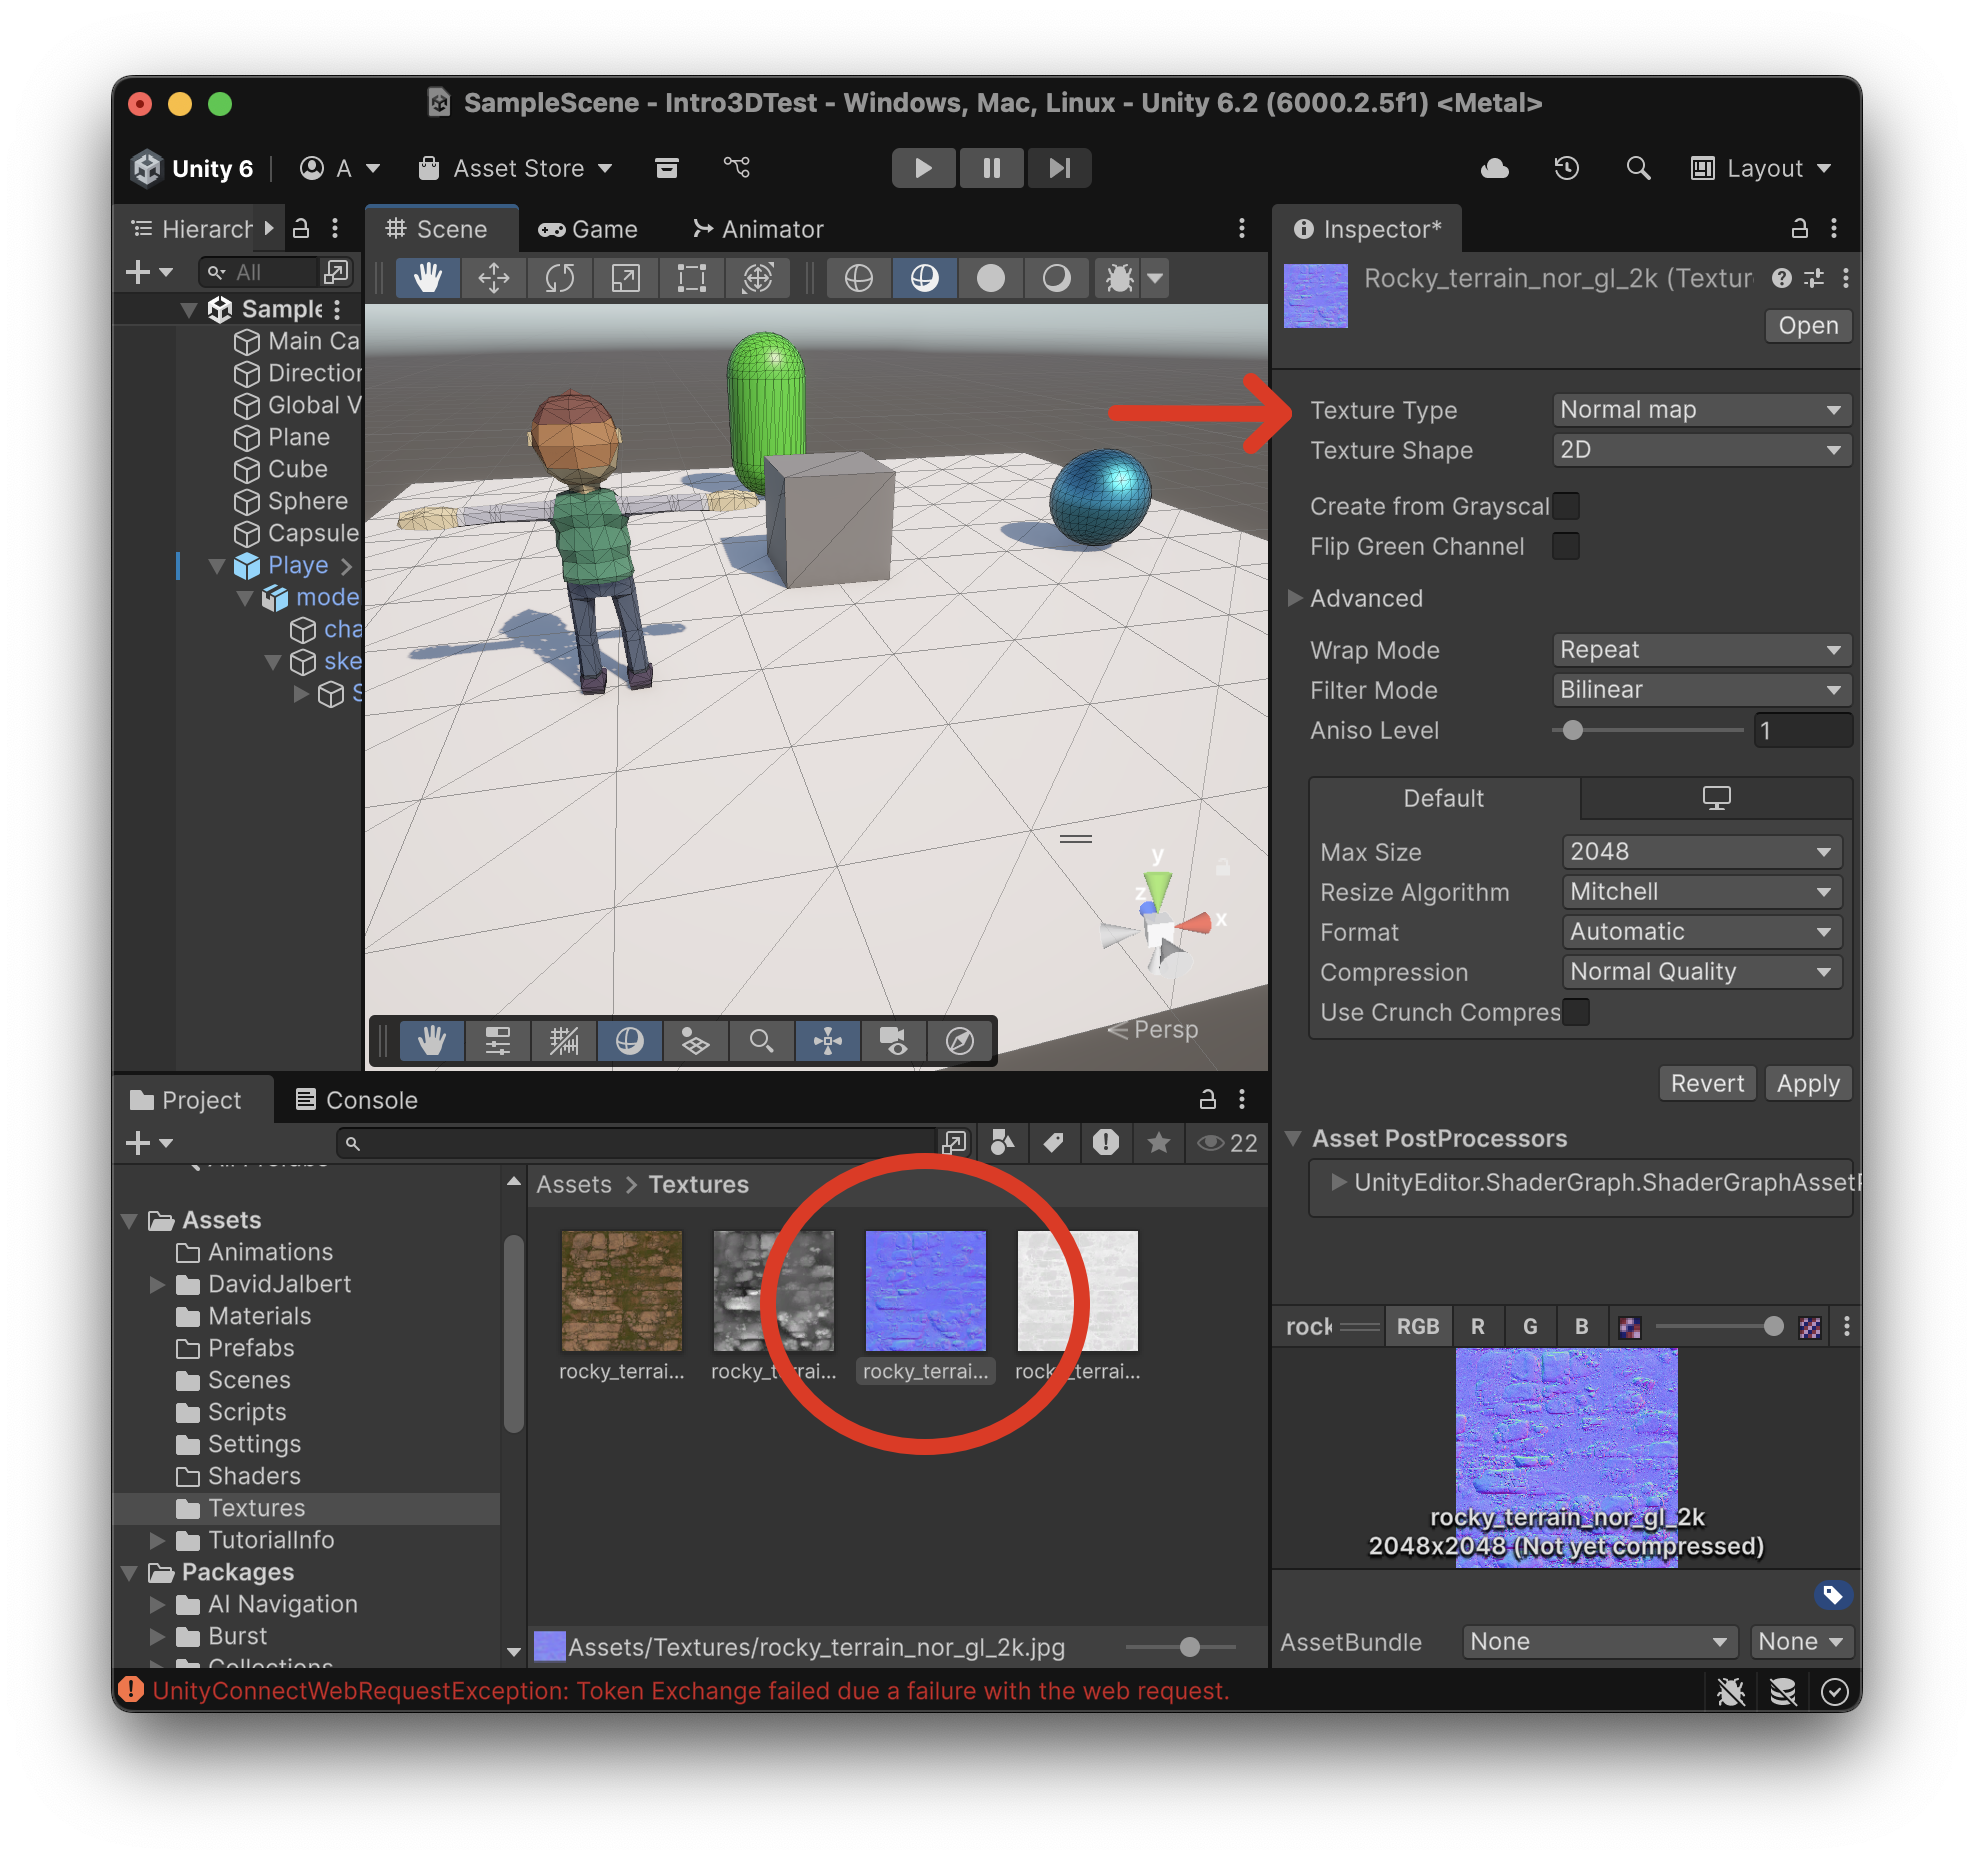 SampleScene - Intro3DTest - Windows, Mac, Linux - Unity 6.2 (6000.2.5f1) <Metal>
Unity 6 A Asset Store Layout
Hierarch
All
Sample
Main Ca
Direction
Global V
Plane
Cube
Sphere
Capsule
Playe
mode
cha
ske
S
Scene Game Animator
y
z
x
Persp
Inspector*
Rocky_terrain_nor_gl_2k (Textur
Open
Texture Type Normal map
Texture Shape 2D
Create from Grayscal
Flip Green Channel
Advanced
Wrap Mode Repeat
Filter Mode Bilinear
Aniso Level 1
Default
Max Size 2048
Resize Algorithm Mitchell
Format Automatic
Compression Normal Quality
Use Crunch Compres
Revert Apply
Asset PostProcessors
UnityEditor.ShaderGraph.ShaderGraphAssetP
rock RGB R G B
rocky_terrain_nor_gl_2k
2048x2048 (Not yet compressed)
AssetBundle None None
Project Console
22
Assets
Animations
DavidJalbert
Materials
Prefabs
Scenes
Scripts
Settings
Shaders
Textures
TutorialInfo
Packages
AI Navigation
Burst
Collections
Assets > Textures
rocky_terrai... rocky_terrai... rocky_terrai... rocky_terrai...
Assets/Textures/rocky_terrain_nor_gl_2k.jpg
UnityConnectWebRequestException: Token Exchange failed due a failure with the web request.